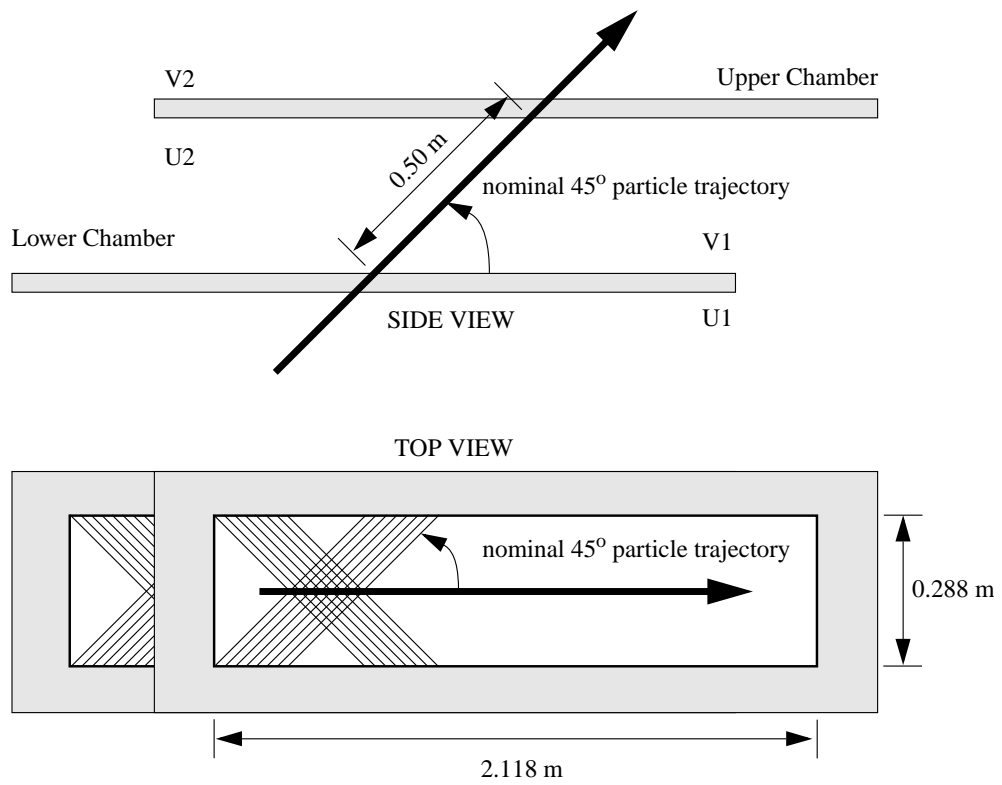 V2
Upper Chamber
U2
0.50 m
nominal 45° particle trajectory
Lower Chamber
V1
SIDE VIEW
U1
TOP VIEW
nominal 45° particle trajectory
0.288 m
2.118 m